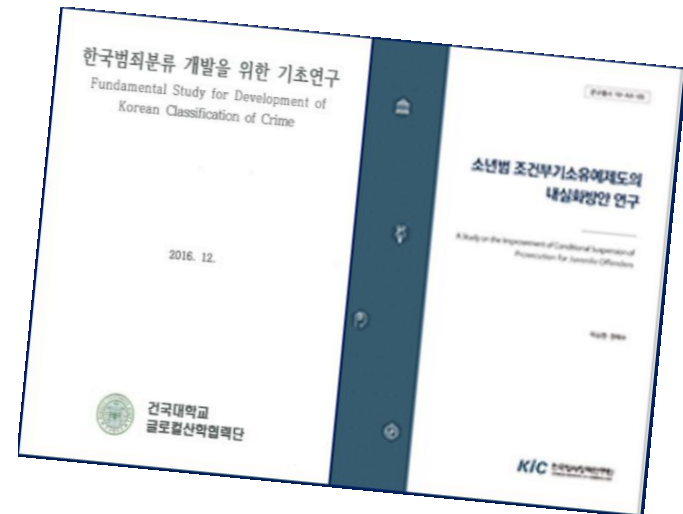 한국범죄분류 개발을 위한 기초연구
Fundamental Study for Development of
Korean Classification of Crime
2016. 12.
건국대학교
글로컬산학협력단
소년범 조건부기소유예제도의
내실화방안 연구
A Study on the Improvement of Conditional Suspension of
Prosecution for Juvenile Offenders
KIC